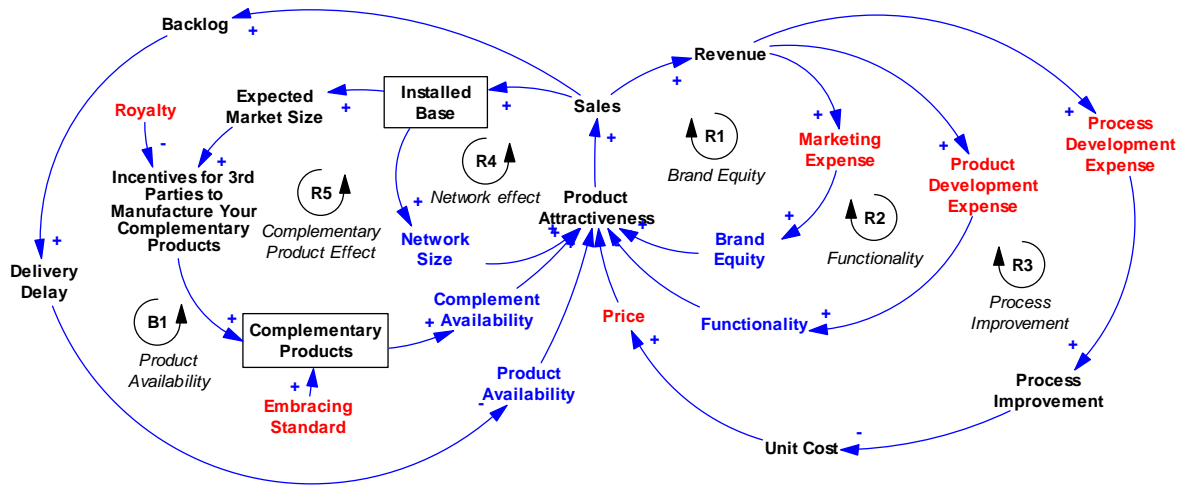 Backlog
+
Revenue
+
Expected
Market Size
+
Installed
Base
+
Sales
+
Royalty
-
+
R1
Brand Equity
+
Marketing
Expense
+
Product
Development
Expense
+
Process
Development
Expense
R4
Network effect
+
Incentives for 3rd
Parties to
Manufacture Your
Complementary
Products
R5
Complementary
Product Effect
Product
Attractiveness
+
+
+
+
+
Network
Size
+
Brand
Equity
R2
Functionality
R3
Process
Improvement
+
Delivery
Delay
B1
Product
Availability
+
Complementary
Products
+
Complement
Availability
Price
+
Functionality
+
+
Embracing
Standard
Product
Availability
-
+
Process
Improvement
Unit Cost
-